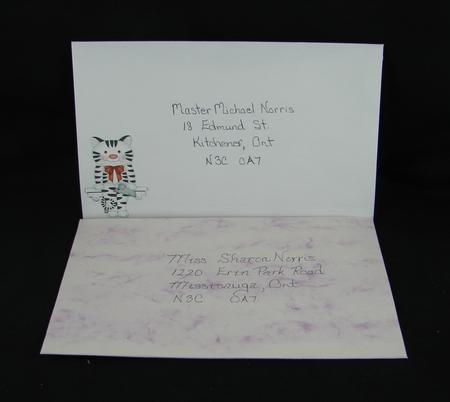 Master Michael Norris
18 Edmund St.
Kitchener, Ont
N3C 0A7
Miss Sharon Norris
1220 Erin Park Road
Mississauga, Ont
N3C 0A7